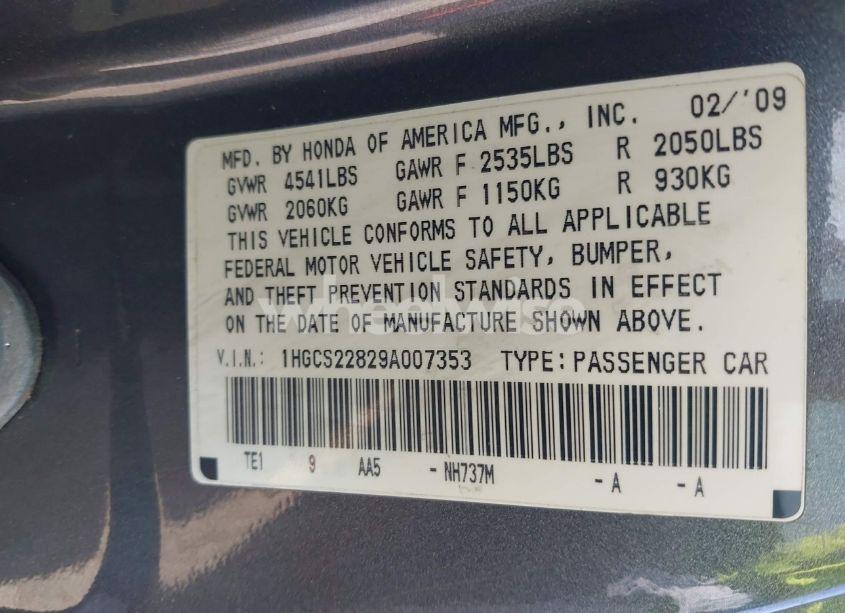 MFD. BY HONDA OF AMERICA MFG., INC. 02/'09
GVWR 4541LBS GAWR F 2535LBS R 2050LBS
GVWR 2060KG GAWR F 1150KG R 930KG
THIS VEHICLE CONFORMS TO ALL APPLICABLE
FEDERAL MOTOR VEHICLE SAFETY, BUMPER,
AND THEFT PREVENTION STANDARDS IN EFFECT
ON THE DATE OF MANUFACTURE SHOWN ABOVE.
V.I.N.: 1HGCS22829A007353 TYPE: PASSENGER CAR
TE1 9 AA5 -NH737M -A -A